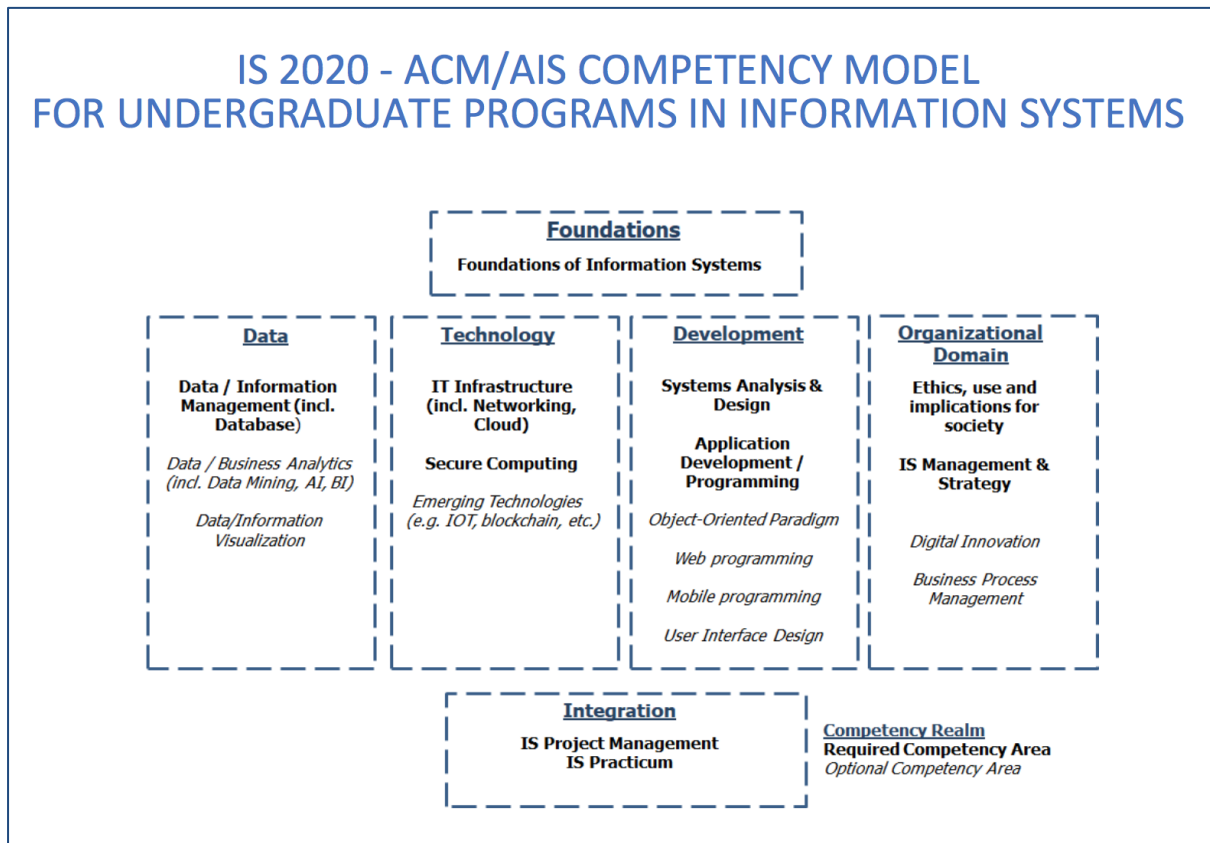 IS 2020 - ACM/AIS COMPETENCY MODEL
FOR UNDERGRADUATE PROGRAMS IN INFORMATION SYSTEMS
Foundations
Foundations of Information Systems
Data
Data / Information
Management (incl.
Database)
Data / Business Analytics
(incl. Data Mining, AI, BI)
Data/Information
Visualization
Technology
IT Infrastructure
(incl. Networking,
Cloud)
Secure Computing
Emerging Technologies
(e.g. IOT, blockchain, etc.)
Development
Systems Analysis &
Design
Application
Development /
Programming
Object-Oriented Paradigm
Web programming
Mobile programming
User Interface Design
Organizational
Domain
Ethics, use and
implications for
society
IS Management &
Strategy
Digital Innovation
Business Process
Management
Integration
IS Project Management
IS Practicum
Competency Realm
Required Competency Area
Optional Competency Area